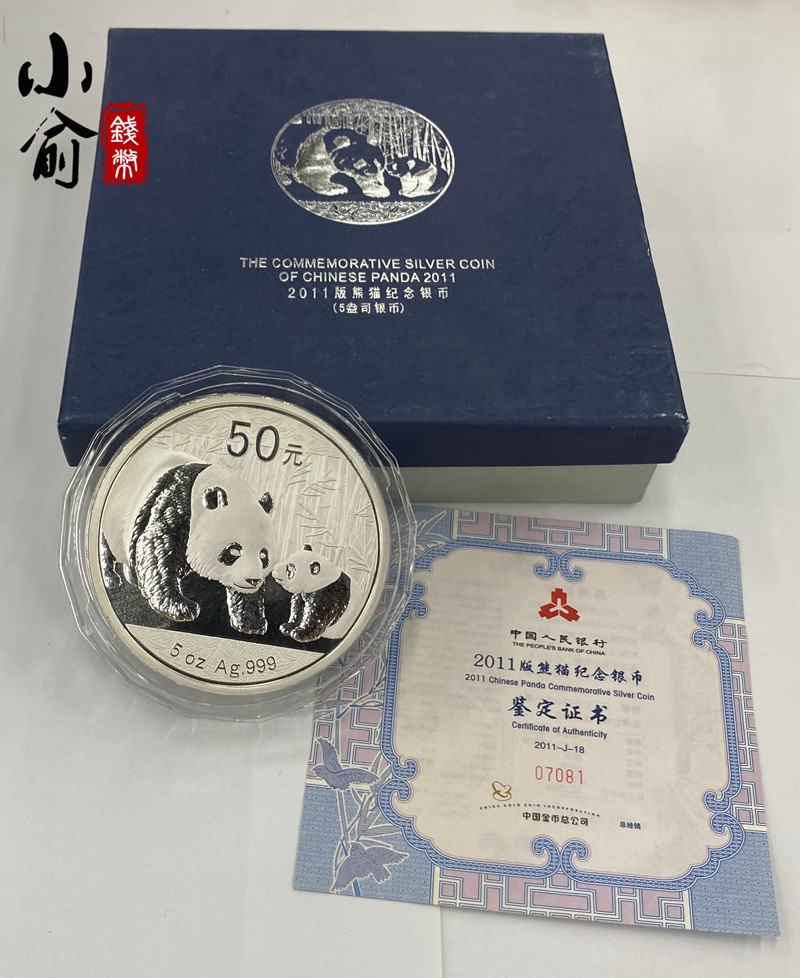 小俞
錢幣
THE COMMEMORATIVE SILVER COIN
OF CHINESE PANDA 2011
2011版熊猫纪念银币
(5盎司银币)
50元
5 oz Ag.999
中国人民银行
THE PEOPLE'S BANK OF CHINA
2011版熊猫纪念银币
2011 Chinese Panda Commemorative Silver Coin
鉴定证书
Certificate of Authenticity
2011-J-18
07081
CHINA GOLD COIN INCORPORATION
中国金币总公司
总经销